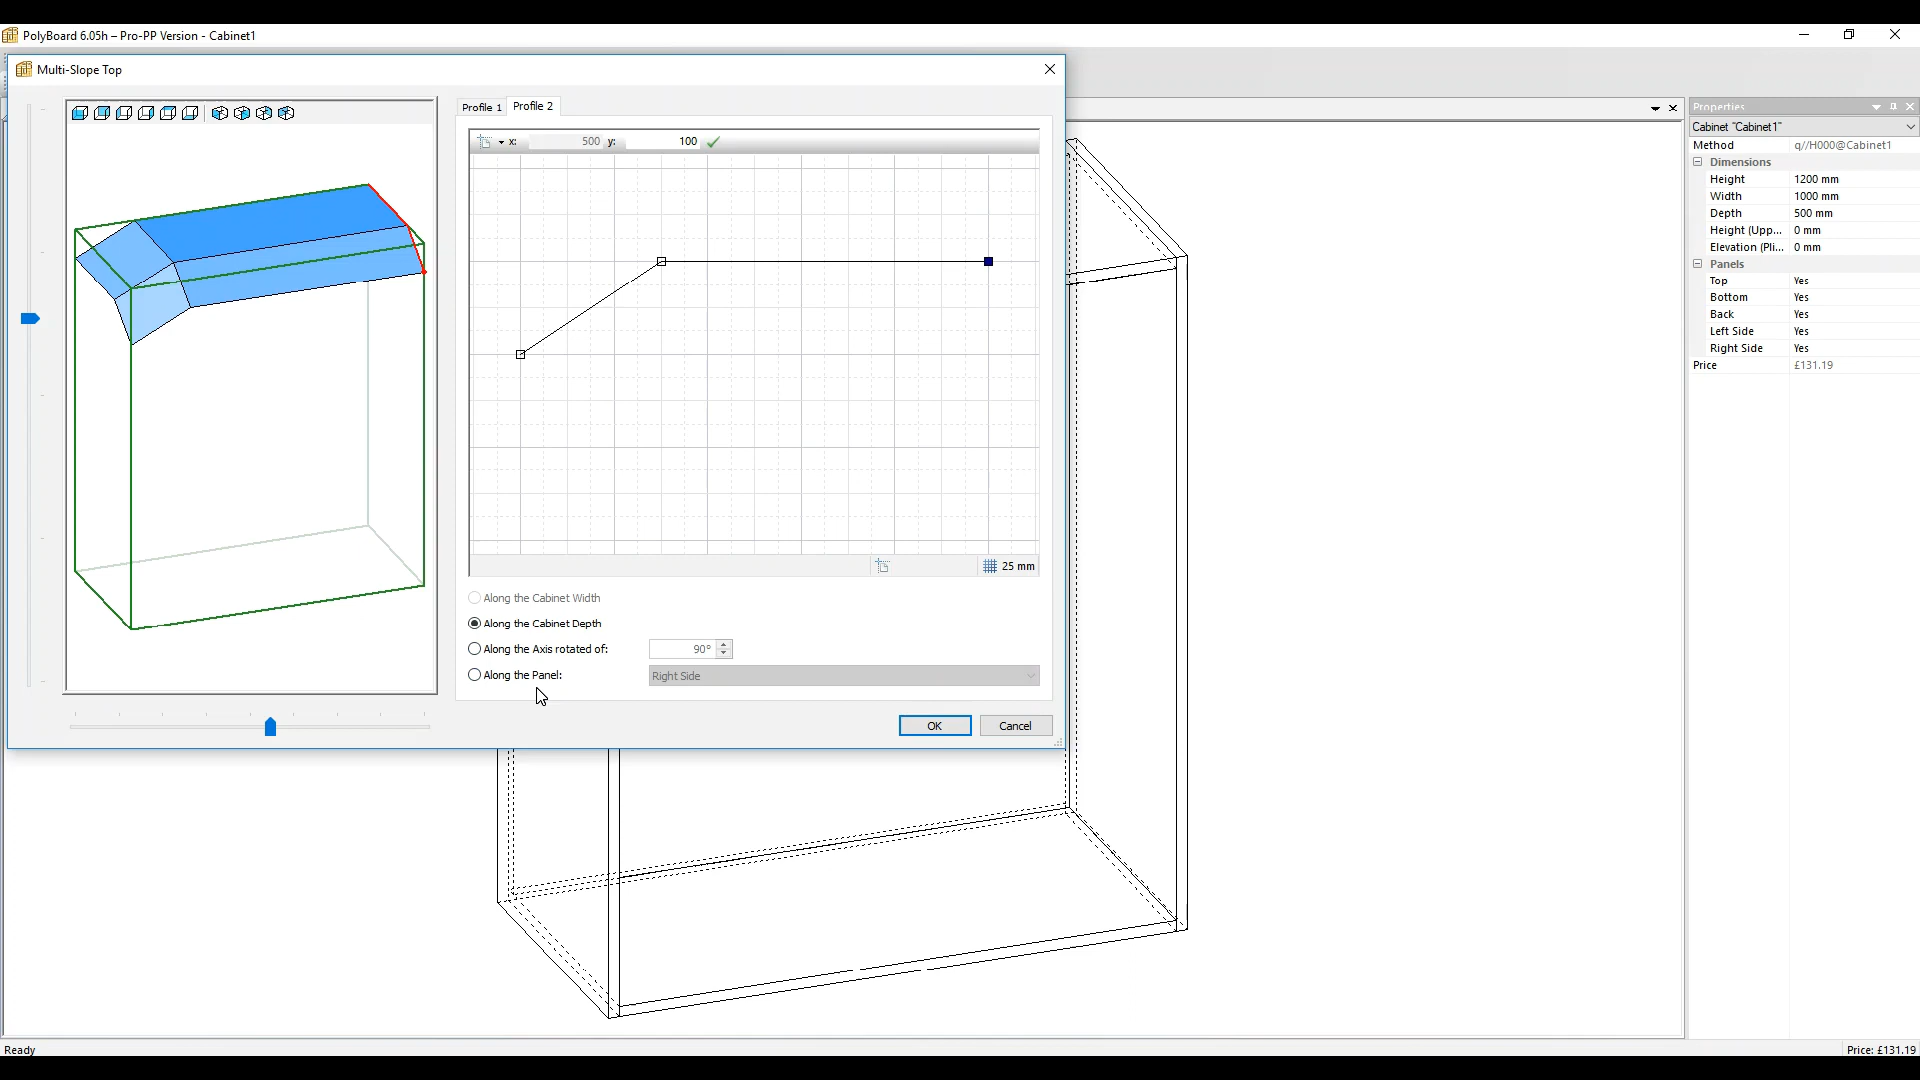 PolyBoard 6.05h – Pro-PP Version - Cabinet1
Multi-Slope Top
Profile 1 Profile 2
x: 500 y: 100
25 mm
Along the Cabinet Width
Along the Cabinet Depth
Along the Axis rotated of: 90°
Along the Panel: Right Side
OK Cancel
Properties
Cabinet "Cabinet1"
Method q//H000@Cabinet1
Dimensions
Height 1200 mm
Width 1000 mm
Depth 500 mm
Height (Upp... 0 mm
Elevation (Pli... 0 mm
Panels
Top Yes
Bottom Yes
Back Yes
Left Side Yes
Right Side Yes
Price £131.19
Ready
Price: £131.19